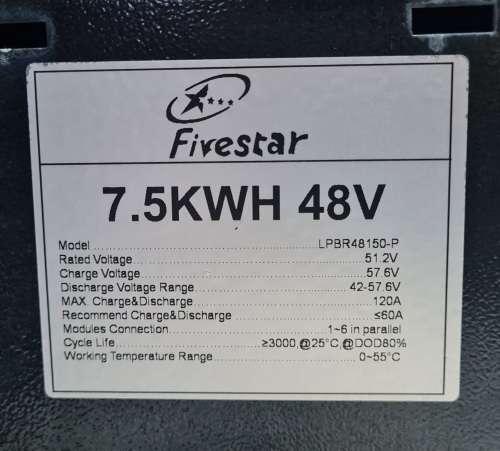 Fivestar
7.5KWH 48V
Model LPBR48150-P
Rated Voltage 51.2V
Charge Voltage 57.6V
Discharge Voltage Range 42-57.6V
MAX. Charge&Discharge 120A
Recommend Charge&Discharge ≤60A
Modules Connection 1~6 in parallel
Cycle Life ≥3000,@25°C,@DOD80%
Working Temperature Range 0~55°C